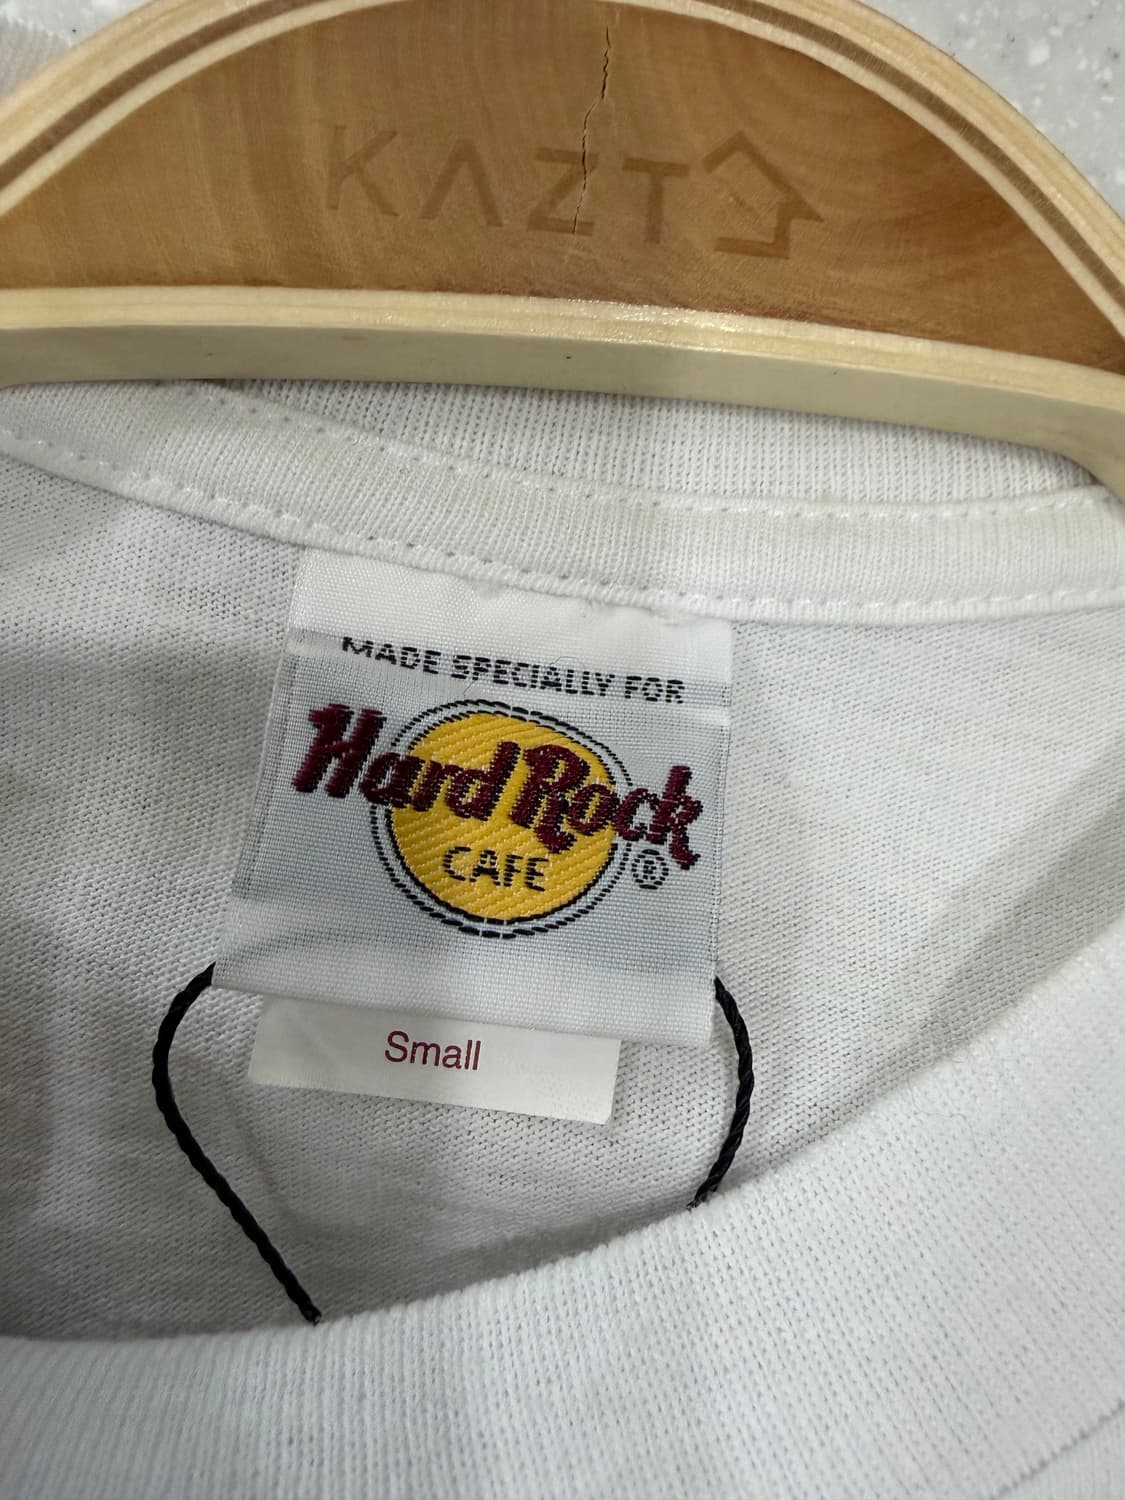 KAZT
MADE SPECIALLY FOR
Hard Rock
CAFE
®
Small